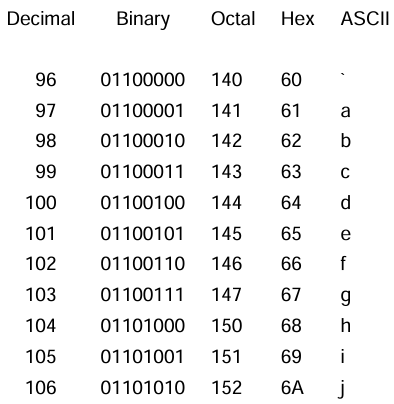 Decimal Binary Octal Hex ASCII
96 01100000 140 60 `
97 01100001 141 61 a
98 01100010 142 62 b
99 01100011 143 63 c
100 01100100 144 64 d
101 01100101 145 65 e
102 01100110 146 66 f
103 01100111 147 67 g
104 01101000 150 68 h
105 01101001 151 69 i
106 01101010 152 6A j